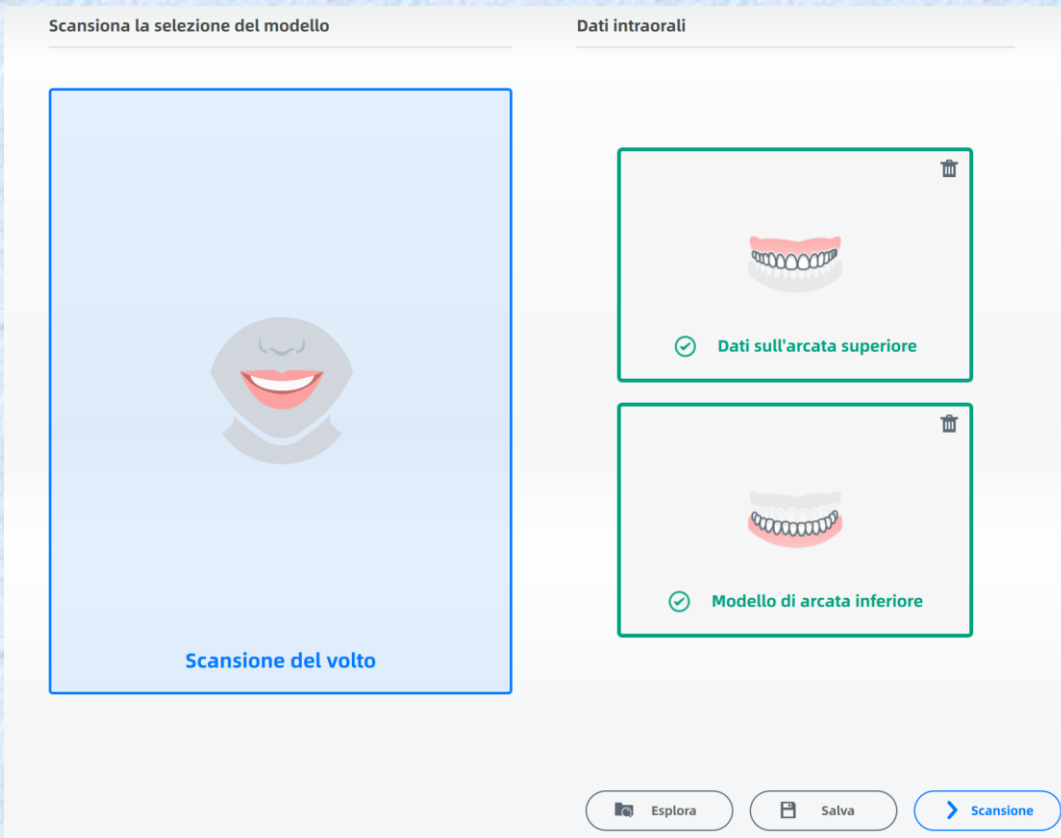 Scansiona la selezione del modello
Dati intraorali
Scansione del volto
Dati sull'arcata superiore
Modello di arcata inferiore
Esplora
Salva
Scansione